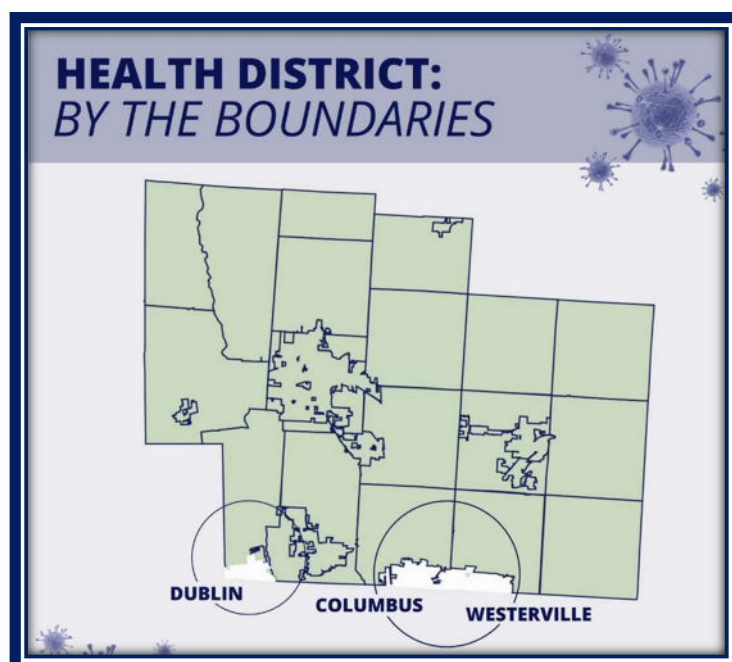 HEALTH DISTRICT:
BY THE BOUNDARIES
DUBLIN
COLUMBUS
WESTERVILLE